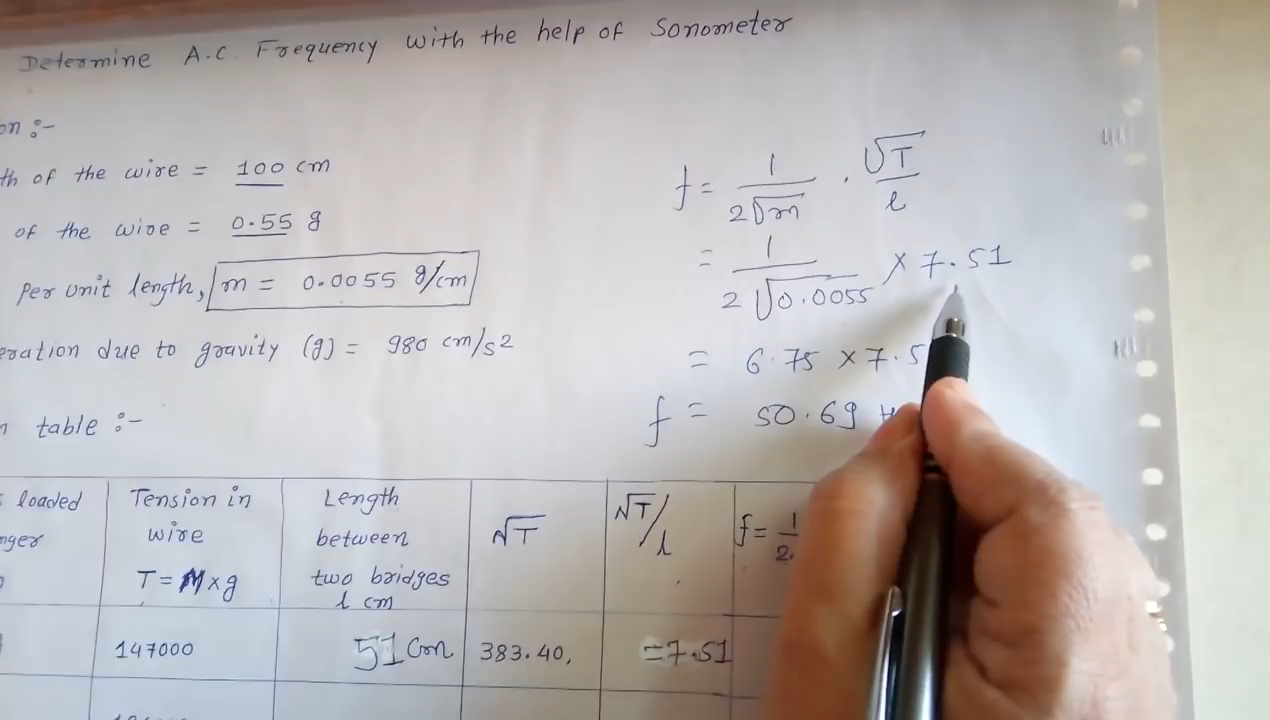 Determine A.C. Frequency with the help of Sonometer
on :-
th of the wire = 100 cm
of the wire = 0.55 g
Per Unit length, m = 0.0055 g/cm
eration due to gravity (g) = 980 cm/s2
table :-
f = 1 / 2√m . √T / l
= 1 / 2√0.0055 × 7.51
= 6.75 × 7.5
f = 50.69 H
loaded
nger
Tension in
wire
T = M×g
Length
between
two bridges
l cm
√T
√T/l
f = 1
2.
147000
51 cm
383.40,
=7.51